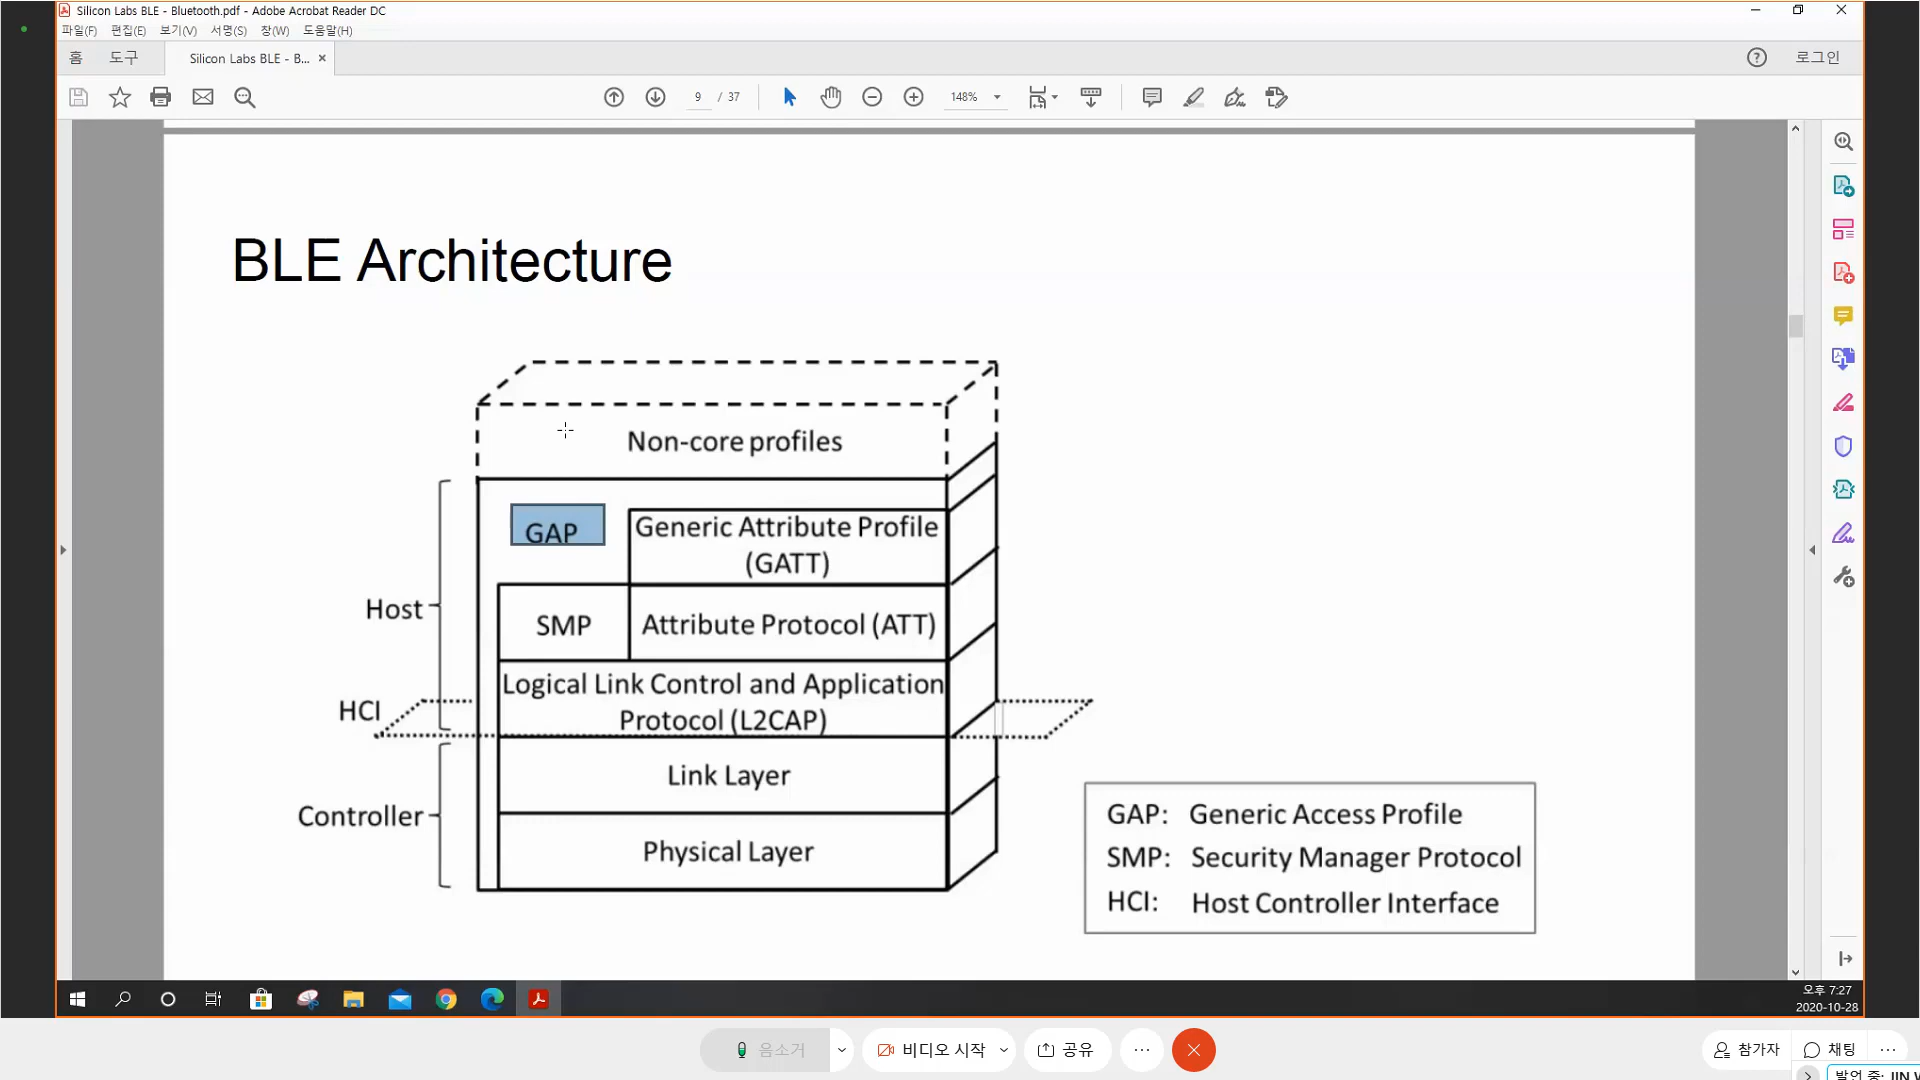 Silicon Labs BLE - Bluetooth.pdf - Adobe Acrobat Reader DC
파일(F) 편집(E) 보기(V) 서명(S) 창(W) 도움말(H)
홈 도구 Silicon Labs BLE - B... 로그인
9 / 37 148%
BLE Architecture
Non-core profiles
GAP
Generic Attribute Profile
(GATT)
Host
SMP
Attribute Protocol (ATT)
Logical Link Control and Application
Protocol (L2CAP)
HCI
Link Layer
Controller
Physical Layer
GAP: Generic Access Profile
SMP: Security Manager Protocol
HCI: Host Controller Interface
오후 7:27
2020-10-28
음소거 비디오 시작 공유 참가자 채팅
발언 중: JIN